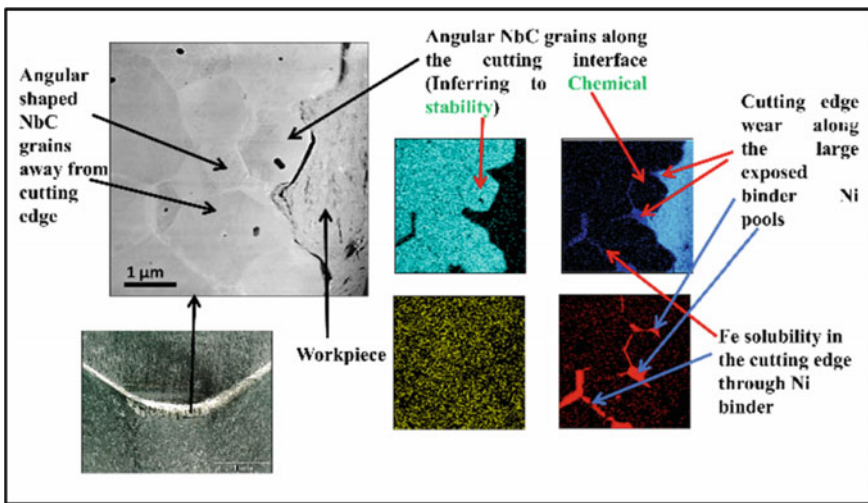 Angular
shaped
NbC
grains
away from
cutting
edge
Angular NbC grains along
the cutting interface
(Inferring to Chemical
stability)
Cutting edge
wear along
the large
exposed
binder Ni
pools
1 µm
Workpiece
Fe solubility in
the cutting edge
through Ni
binder